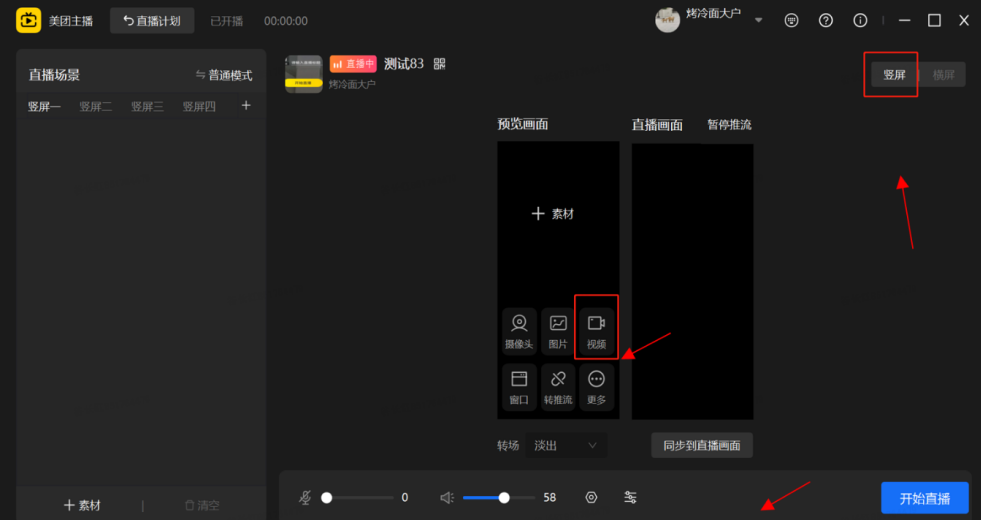 美团主播 直播计划 已开播 00:00:00 烤冷面大户
直播场景 普通模式
竖屏一 竖屏二 竖屏三 竖屏四
直播中 测试83
烤冷面大户
竖屏 横屏
预览画面 直播画面 暂停推流
素材
摄像头 图片 视频
窗口 转推流 更多
转场 淡出 同步到直播画面
素材 清空
0 58 开始直播